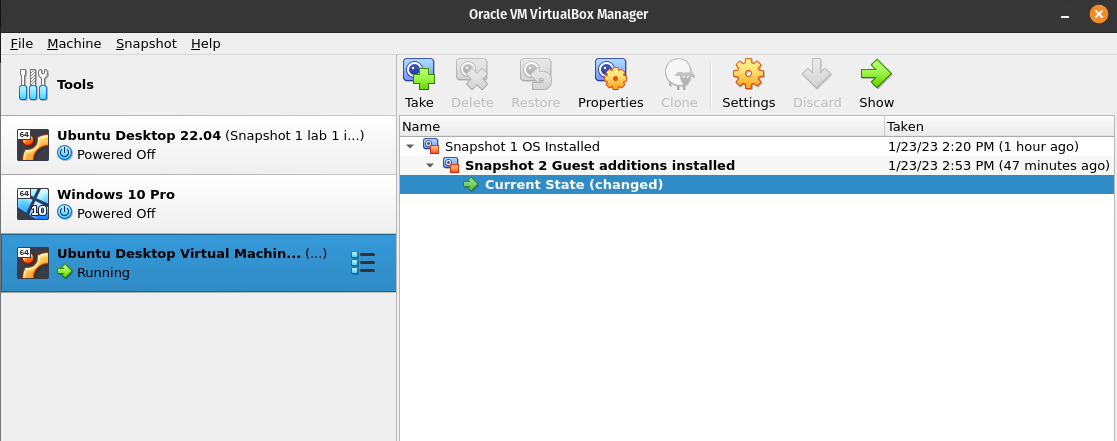 Oracle VM VirtualBox Manager
File Machine Snapshot Help
Tools
Take Delete Restore Properties Clone Settings Discard Show
Name Taken
64 Ubuntu Desktop 22.04 (Snapshot 1 lab 1 i...)
Powered Off
64 Windows 10 Pro
10 Powered Off
64 Ubuntu Desktop Virtual Machin... (...)
Running
Snapshot 1 OS Installed 1/23/23 2:20 PM (1 hour ago)
Snapshot 2 Guest additions installed 1/23/23 2:53 PM (47 minutes ago)
Current State (changed)